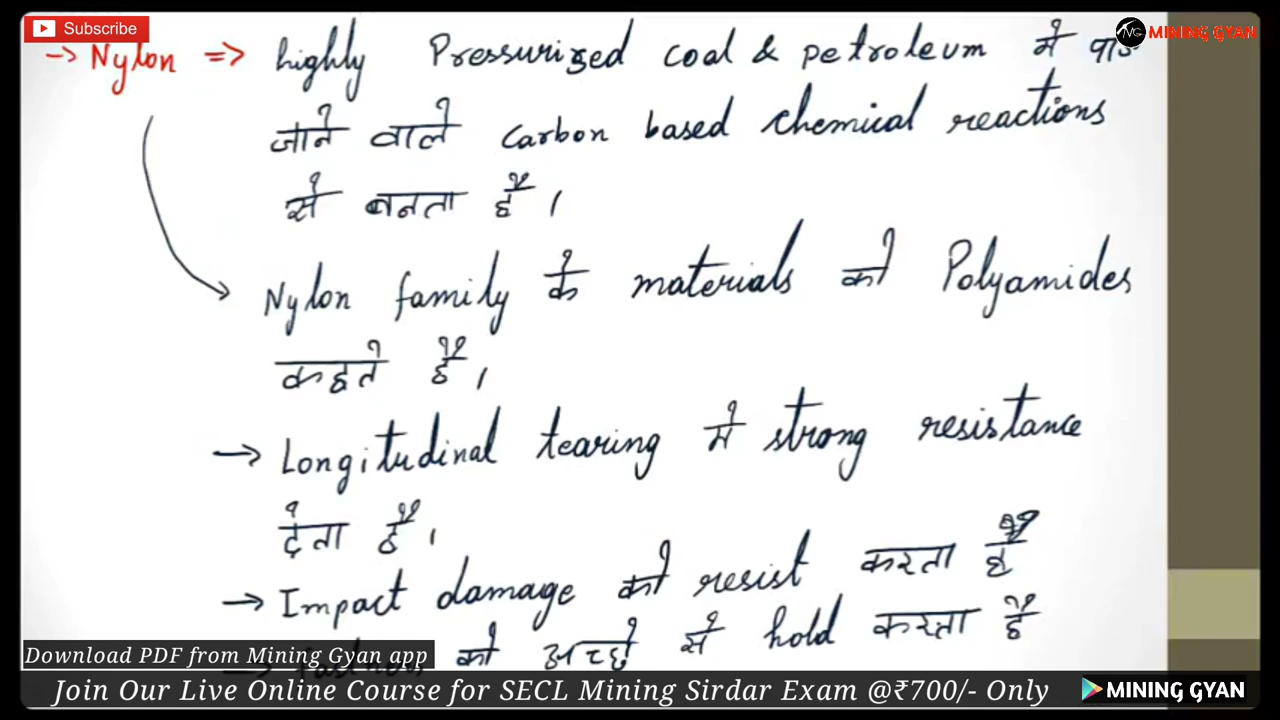 Subscribe
MINING GYAN
→ Nylon ⇒ highly Pressurized coal & petroleum में पाए
जाने वाले carbon based chemical reactions
से बनता है।
Nylon family के materials को Polyamides
कहते हैं।
→ Longitudinal tearing में strong resistance
देता है।
→ Impact damage को resist करता है
को अच्छे से hold करता है
Download PDF from Mining Gyan app
Join Our Live Online Course for SECL Mining Sirdar Exam @₹700/- Only
MINING GYAN